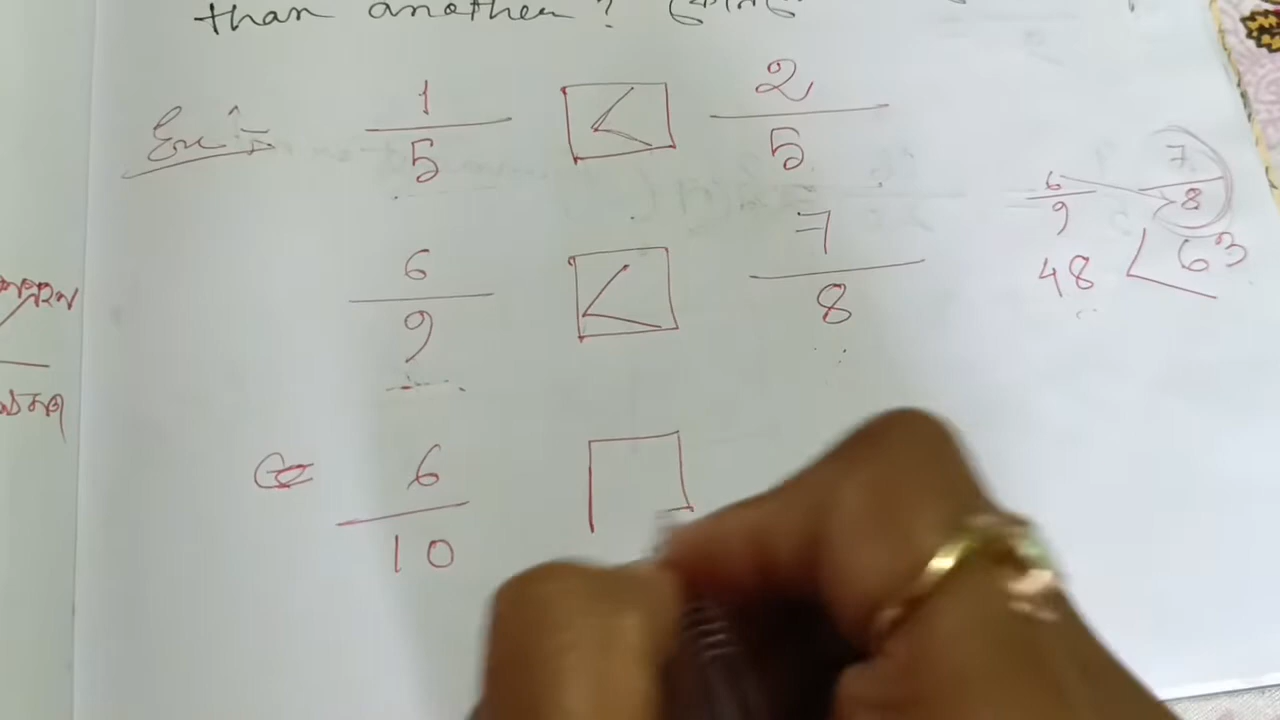 than another?
Ex :-
1/5 < 2/5
6/9 < 7/8
6/9 7/8
48 < 63
6/10